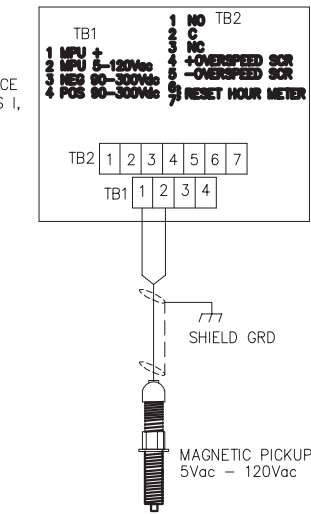 TB1
1 MPU +
2 MPU 5-120Vac
3 NEG 90-300Vdc
4 POS 90-300Vdc
TB2
1 NO
2 C
3 NC
4 +OVERSPEED SCR
5 -OVERSPEED SCR
6
7 RESET HOUR METER
CE
S I,
TB2 1 2 3 4 5 6 7
TB1 1 2 3 4
SHIELD GRD
MAGNETIC PICKUP
5Vac - 120Vac